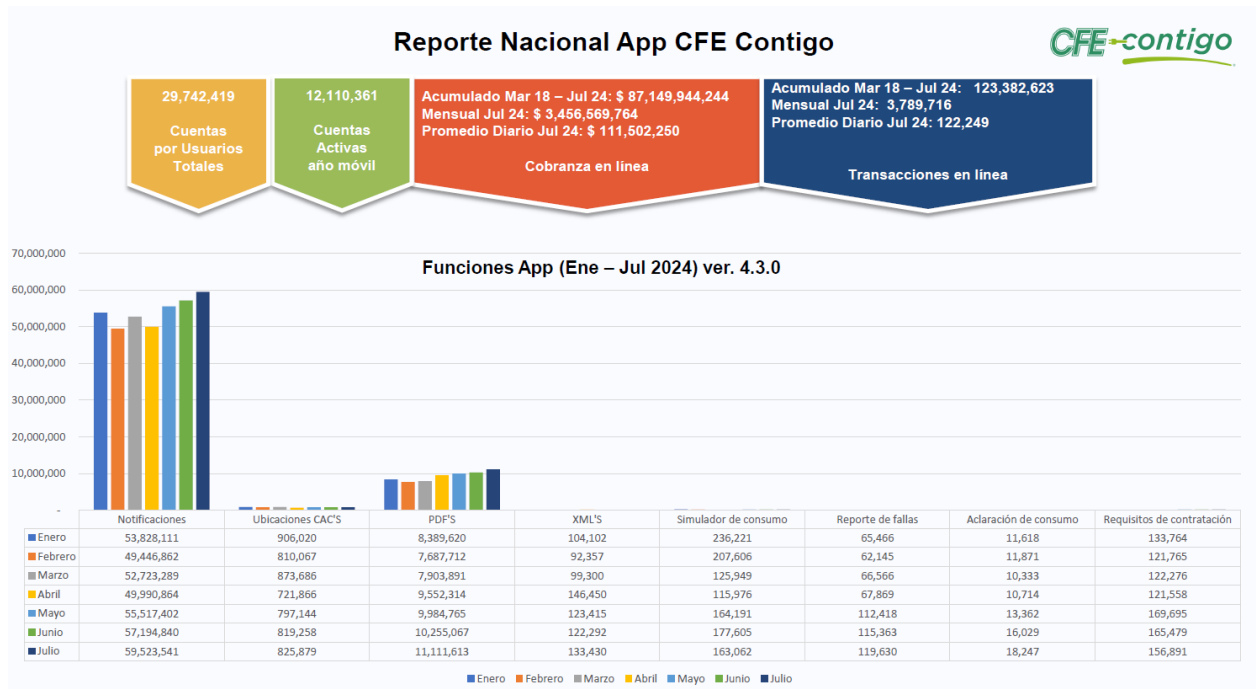 Reporte Nacional App CFE Contigo
CFE contigo
29,742,419
Cuentas
por Usuarios
Totales
12,110,361
Cuentas
Activas
año móvil
Acumulado Mar 18 – Jul 24: $ 87,149,944,244
Mensual Jul 24: $ 3,456,569,764
Promedio Diario Jul 24: $ 111,502,250
Cobranza en línea
Acumulado Mar 18 – Jul 24: 123,382,623
Mensual Jul 24: 3,789,716
Promedio Diario Jul 24: 122,249
Transacciones en línea
Funciones App (Ene – Jul 2024) ver. 4.3.0
70,000,000
60,000,000
50,000,000
40,000,000
30,000,000
20,000,000
10,000,000
-
Notificaciones Ubicaciones CAC'S PDF'S XML'S Simulador de consumo Reporte de fallas Aclaración de consumo Requisitos de contratación
Enero 53,828,111 906,020 8,389,620 104,102 236,221 65,466 11,618 133,764
Febrero 49,446,862 810,067 7,687,712 92,357 207,606 62,145 11,871 121,765
Marzo 52,723,289 873,686 7,903,891 99,300 125,949 66,566 10,333 122,276
Abril 49,990,864 721,866 9,552,314 146,450 115,976 67,869 10,714 121,558
Mayo 55,517,402 797,144 9,984,765 123,415 164,191 112,418 13,362 169,695
Junio 57,194,840 819,258 10,255,067 122,292 177,605 115,363 16,029 165,479
Julio 59,523,541 825,879 11,111,613 133,430 163,062 119,630 18,247 156,891
Enero Febrero Marzo Abril Mayo Junio Julio